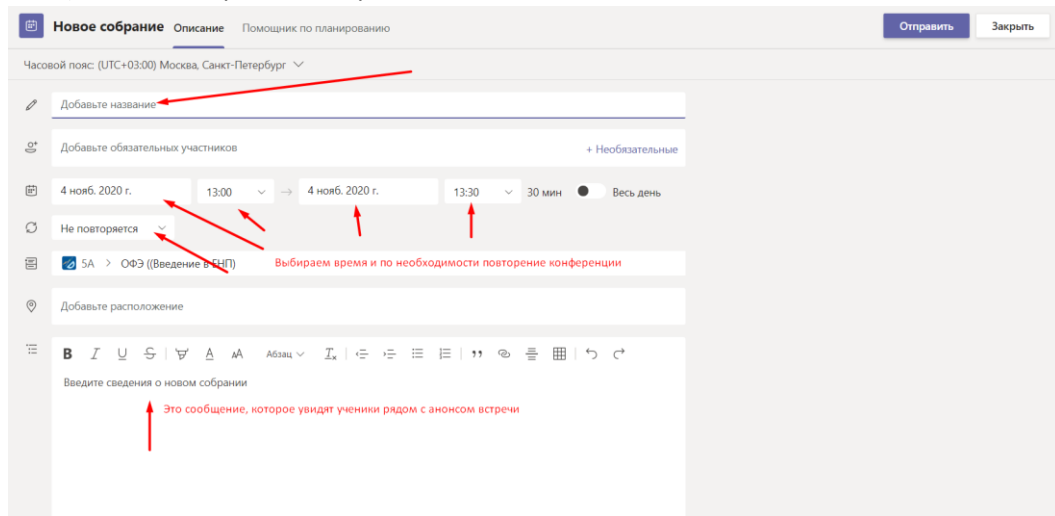 Новое собрание Описание Помощник по планированию Отправить Закрыть
Часовой пояс: (UTC+03:00) Москва, Санкт-Петербург
Добавьте название
Добавьте обязательных участников + Необязательные
4 нояб. 2020 г. 13:00 → 4 нояб. 2020 г. 13:30 30 мин Весь день
Не повторяется
5А > ОФЭ ((Введение в ЕНП) Выбираем время и по необходимости повторение конференции
Добавьте расположение
B I U S A AA Абзац Ix
Введите сведения о новом собрании
Это сообщение, которое увидят ученики рядом с анонсом встречи